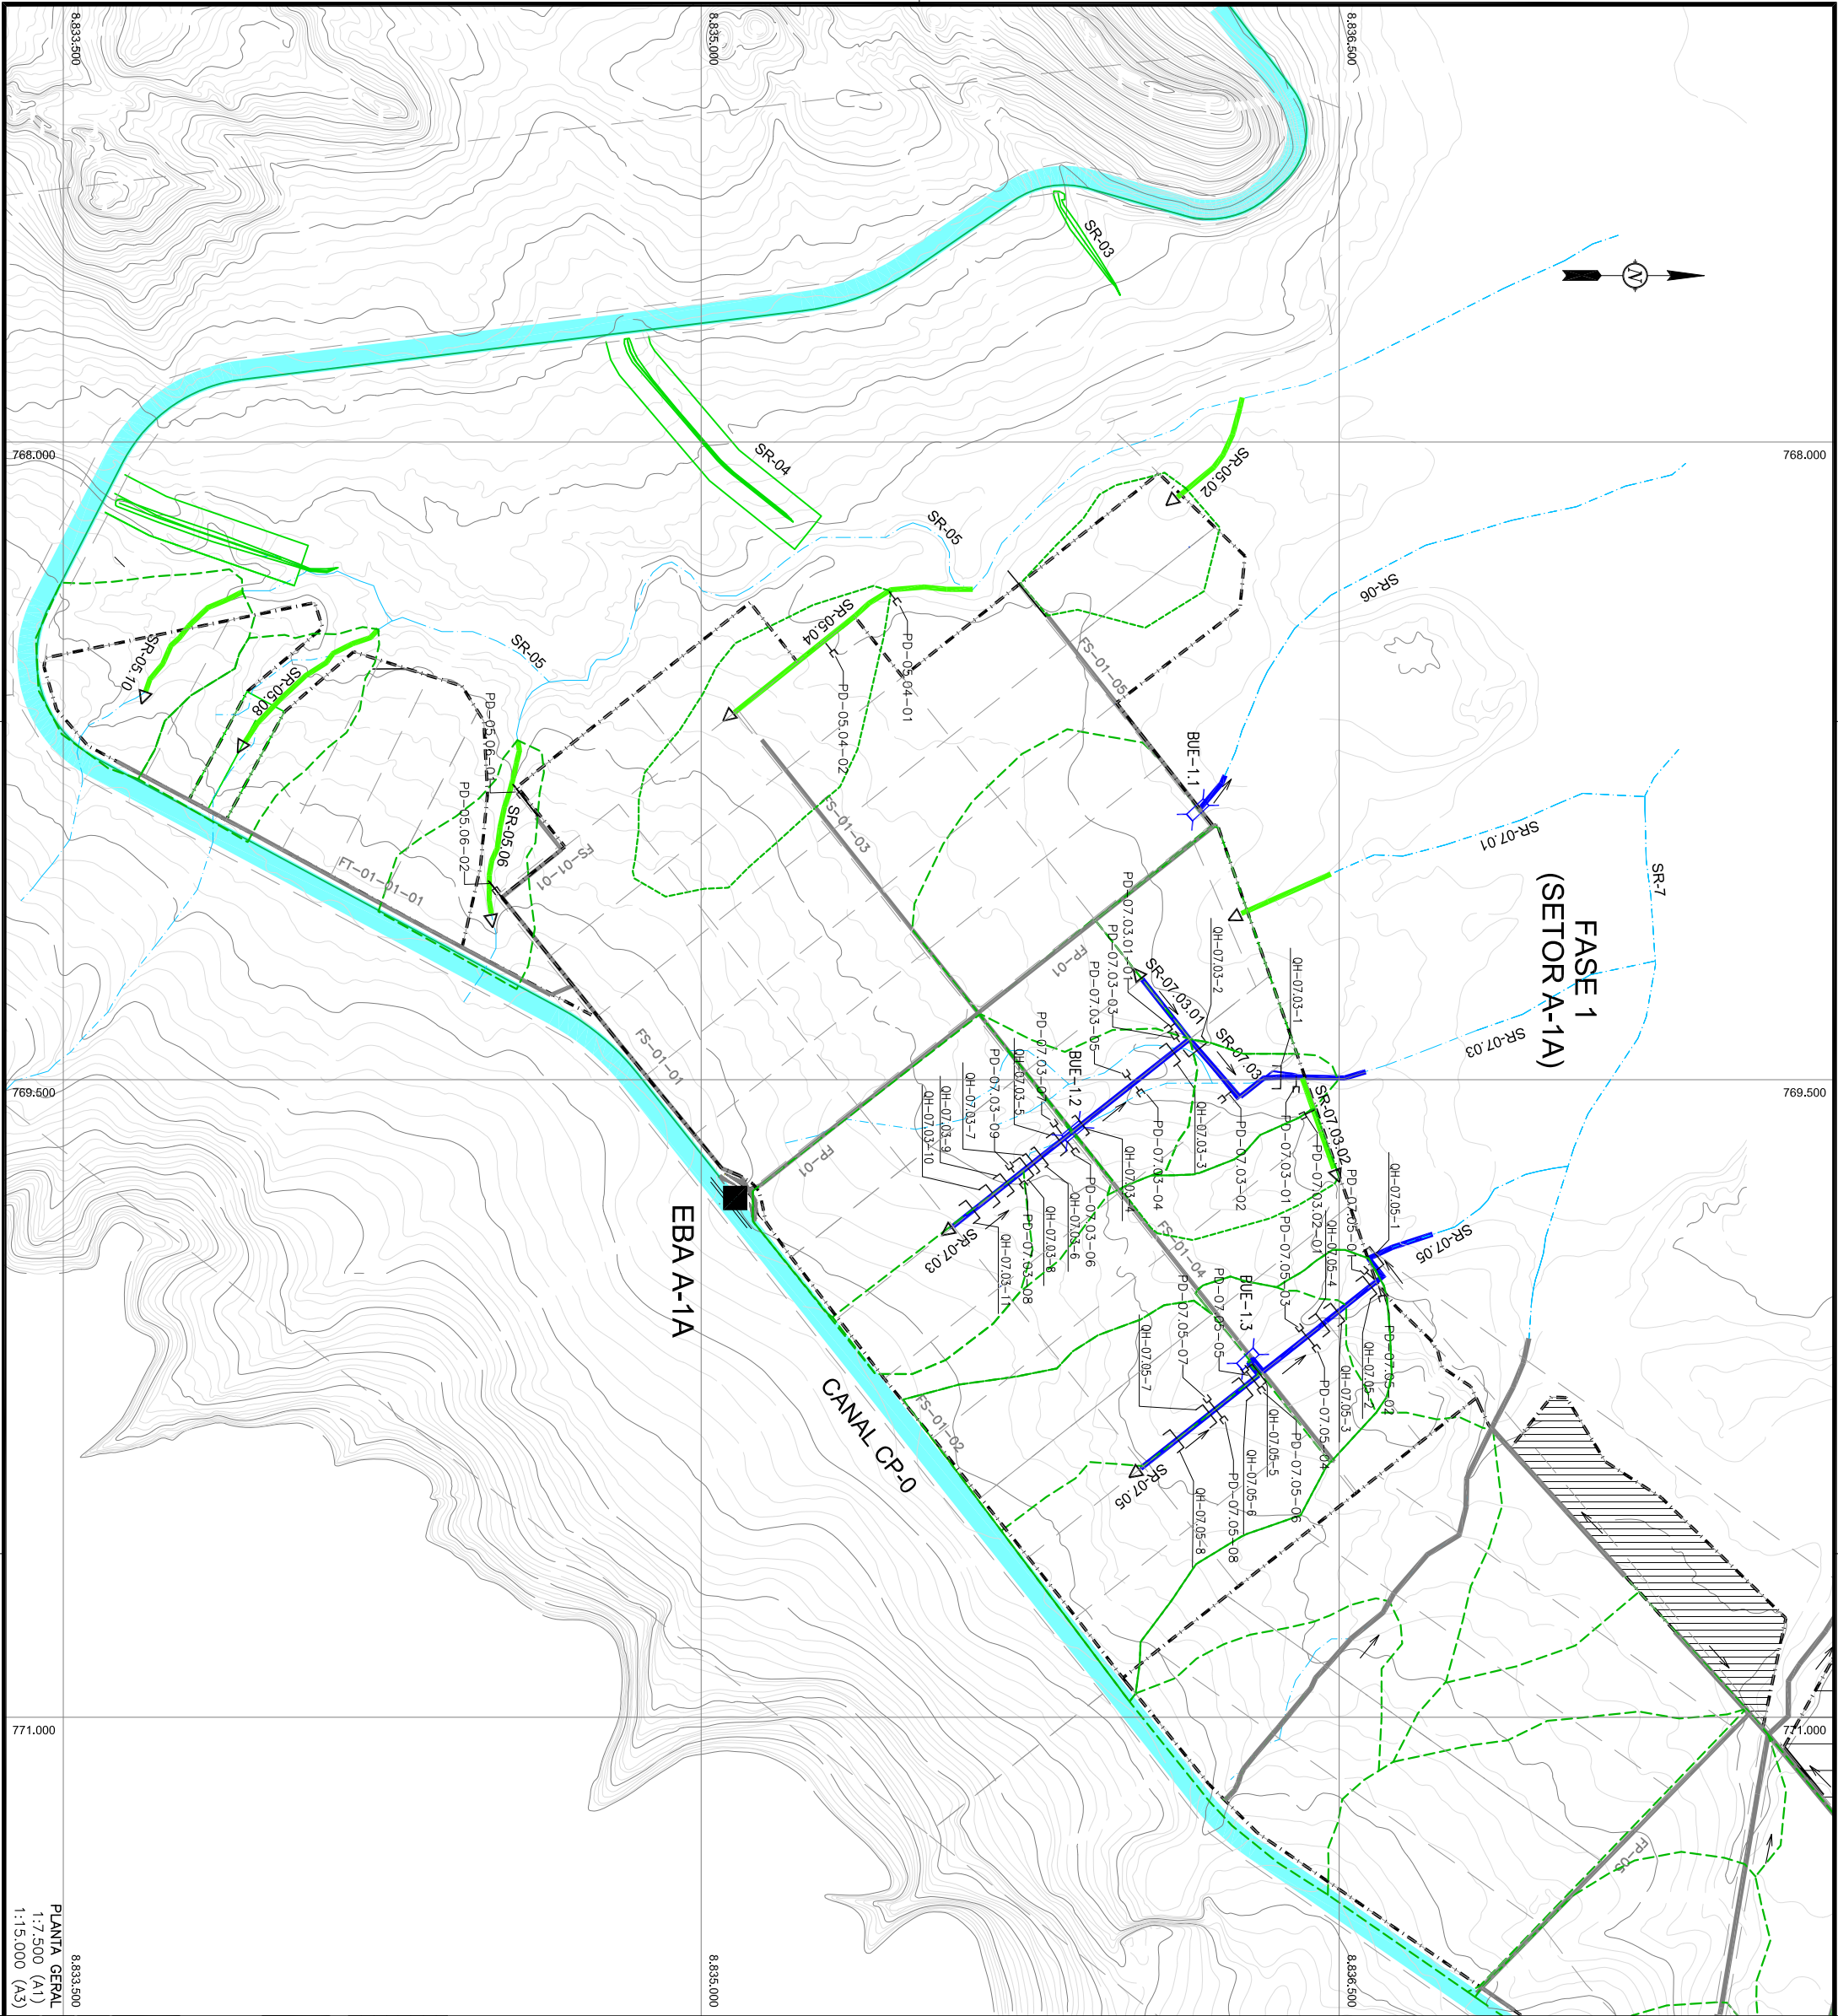 8.833.500
8.835.000
8.836.500
SR-03
N
768.000
768.000
SR-04
SR-05.02
SR-05
SR-06
SR-05.04
PD-05.04-01
PD-05.04-02
FS-01-05
SR-05
SR-05.10
SR-05.08
PD-05.06-01
PD-05.06-02
SR-05.06
FS-01-01
FT-01-01-01
FS-01-03
BUE-1.1
SR-07.01
SR-7
FASE 1
(SETOR A-1A)
PD-07.03.01-01
PD-07.03-03
PD-07.03-05
FP-01
SR-07.03.01
QH-07.03-2
QH-07.03-1
SR-07.03
SR-07.03
FS-01-01
769.500
769.500
PD-07.03-07
BUE-1.2
QH-07.03-5
PD-07.03-09
QH-07.03-7
QH-07.03-9
QH-07.03-10
QH-07.03-3
PD-07.03-02
PD-07.03-04
QH-07.03-4
SR-07.03.02
PD-07.03-01
PD-07.03.02-01
PD-07.05-01
QH-07.05-1
FP-01
PD-07.03-06
QH-07.03-6
QH-07.03-8
PD-07.03-08
QH-07.03-11
SR-07.03
FS-01-04
SR-07.05
QH-07.05-4
PD-07.05-03
EBA A-1A
BUE-1.3
PD-07.05-05
PD-07.05-07
QH-07.05-7
PD-07.05-02
QH-07.05-2
QH-07.05-3
PD-07.05-04
QH-07.05-5
PD-07.05-06
QH-07.05-6
PD-07.05-08
QH-07.05-8
SR-07.05
FS-01-02
CANAL CP-0
771.000
771.000
FP-05
PLANTA GERAL
1:7.500 (A1)
1:15.000 (A3)
8.833.500
8.835.000
8.836.500